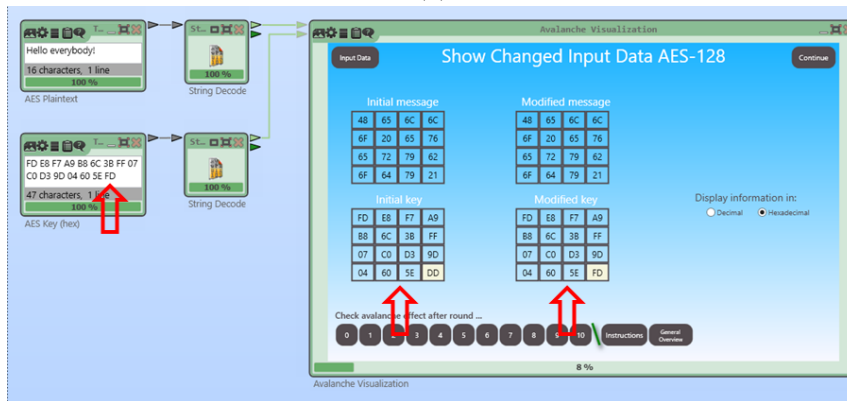 T...
Hello everybody!
16 characters, 1 line
100 %
AES Plaintext
St...
100 %
String Decode
T...
FD E8 F7 A9 B8 6C 3B FF 07
C0 D3 9D 04 60 5E FD
47 characters, 1
100 %
AES Key (hex)
St...
100 %
String Decode
Avalanche Visualization
Input Data
Show Changed Input Data AES-128
Continue
Initial message
48 65 6C 6C
6F 20 65 76
65 72 79 62
6F 64 79 21
Modified message
48 65 6C 6C
6F 20 65 76
65 72 79 62
6F 64 79 21
Initial key
FD E8 F7 A9
B8 6C 3B FF
07 C0 D3 9D
04 60 5E DD
Modified key
FD E8 F7 A9
B8 6C 3B FF
07 C0 D3 9D
04 60 5E FD
Display information in:
Decimal Hexadecimal
Check avalanche effect after round ...
0 1 2 3 4 5 6 7 8 9 10 Instructions General Overview
8 %
Avalanche Visualization